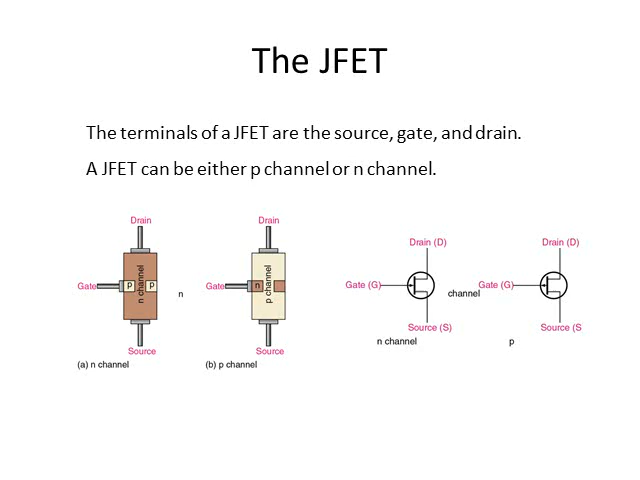 The JFET
The terminals of a JFET are the source, gate, and drain.
A JFET can be either p channel or n channel.
Drain
Gate
p
n channel
p
Source
(a) n channel
n
Drain
Gate
n
p channel
Source
(b) p channel
Drain (D)
Gate (G)
Source (S)
n channel
channel
Drain (D)
Gate (G)
Source (S
p